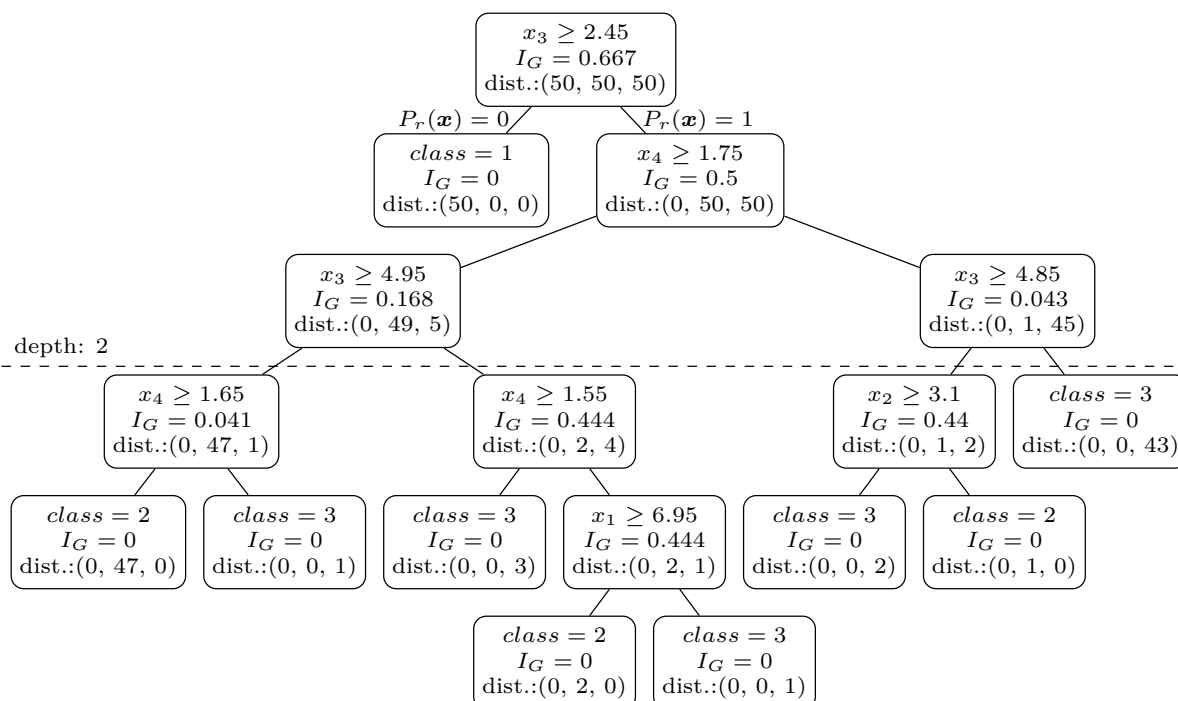 x₃ ≥ 2.45
I_G = 0.667
dist.:(50, 50, 50)
P_r(𝒙) = 0
P_r(𝒙) = 1
class = 1
I_G = 0
dist.:(50, 0, 0)
x₄ ≥ 1.75
I_G = 0.5
dist.:(0, 50, 50)
x₃ ≥ 4.95
I_G = 0.168
dist.:(0, 49, 5)
x₃ ≥ 4.85
I_G = 0.043
dist.:(0, 1, 45)
depth: 2
x₄ ≥ 1.65
I_G = 0.041
dist.:(0, 47, 1)
x₄ ≥ 1.55
I_G = 0.444
dist.:(0, 2, 4)
x₂ ≥ 3.1
I_G = 0.44
dist.:(0, 1, 2)
class = 3
I_G = 0
dist.:(0, 0, 43)
class = 2
I_G = 0
dist.:(0, 47, 0)
class = 3
I_G = 0
dist.:(0, 0, 1)
class = 3
I_G = 0
dist.:(0, 0, 3)
x₁ ≥ 6.95
I_G = 0.444
dist.:(0, 2, 1)
class = 3
I_G = 0
dist.:(0, 0, 2)
class = 2
I_G = 0
dist.:(0, 1, 0)
class = 2
I_G = 0
dist.:(0, 2, 0)
class = 3
I_G = 0
dist.:(0, 0, 1)